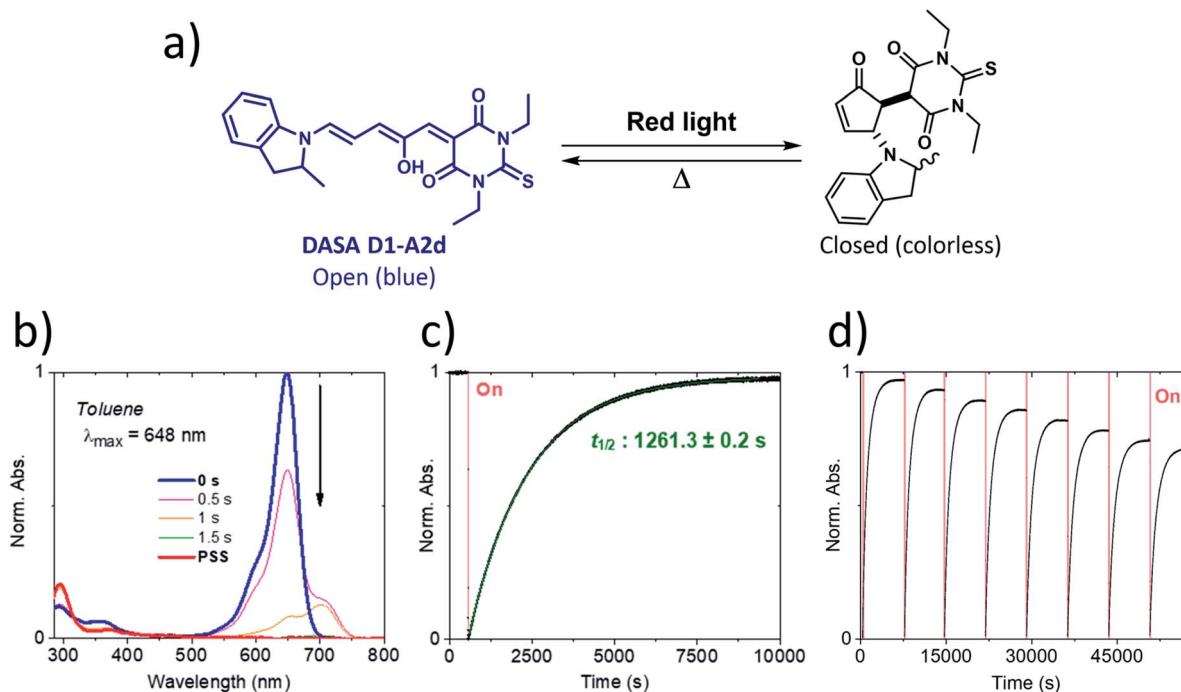 a)
O
N
S
O
N
OH
Red light
Δ
O
O
N
S
O
N
N
DASA D1-A2d
Open (blue)
Closed (colorless)
b)
1
Toluene
λmax = 648 nm
0 s
0.5 s
1 s
1.5 s
PSS
0
300 400 500 600 700 800
Wavelength (nm)
Norm. Abs.
c)
1
On
t1/2 : 1261.3 ± 0.2 s
0
0 2500 5000 7500 10000
Time (s)
Norm. Abs.
d)
1
On
0
0 15000 30000 45000
Time (s)
Norm. Abs.